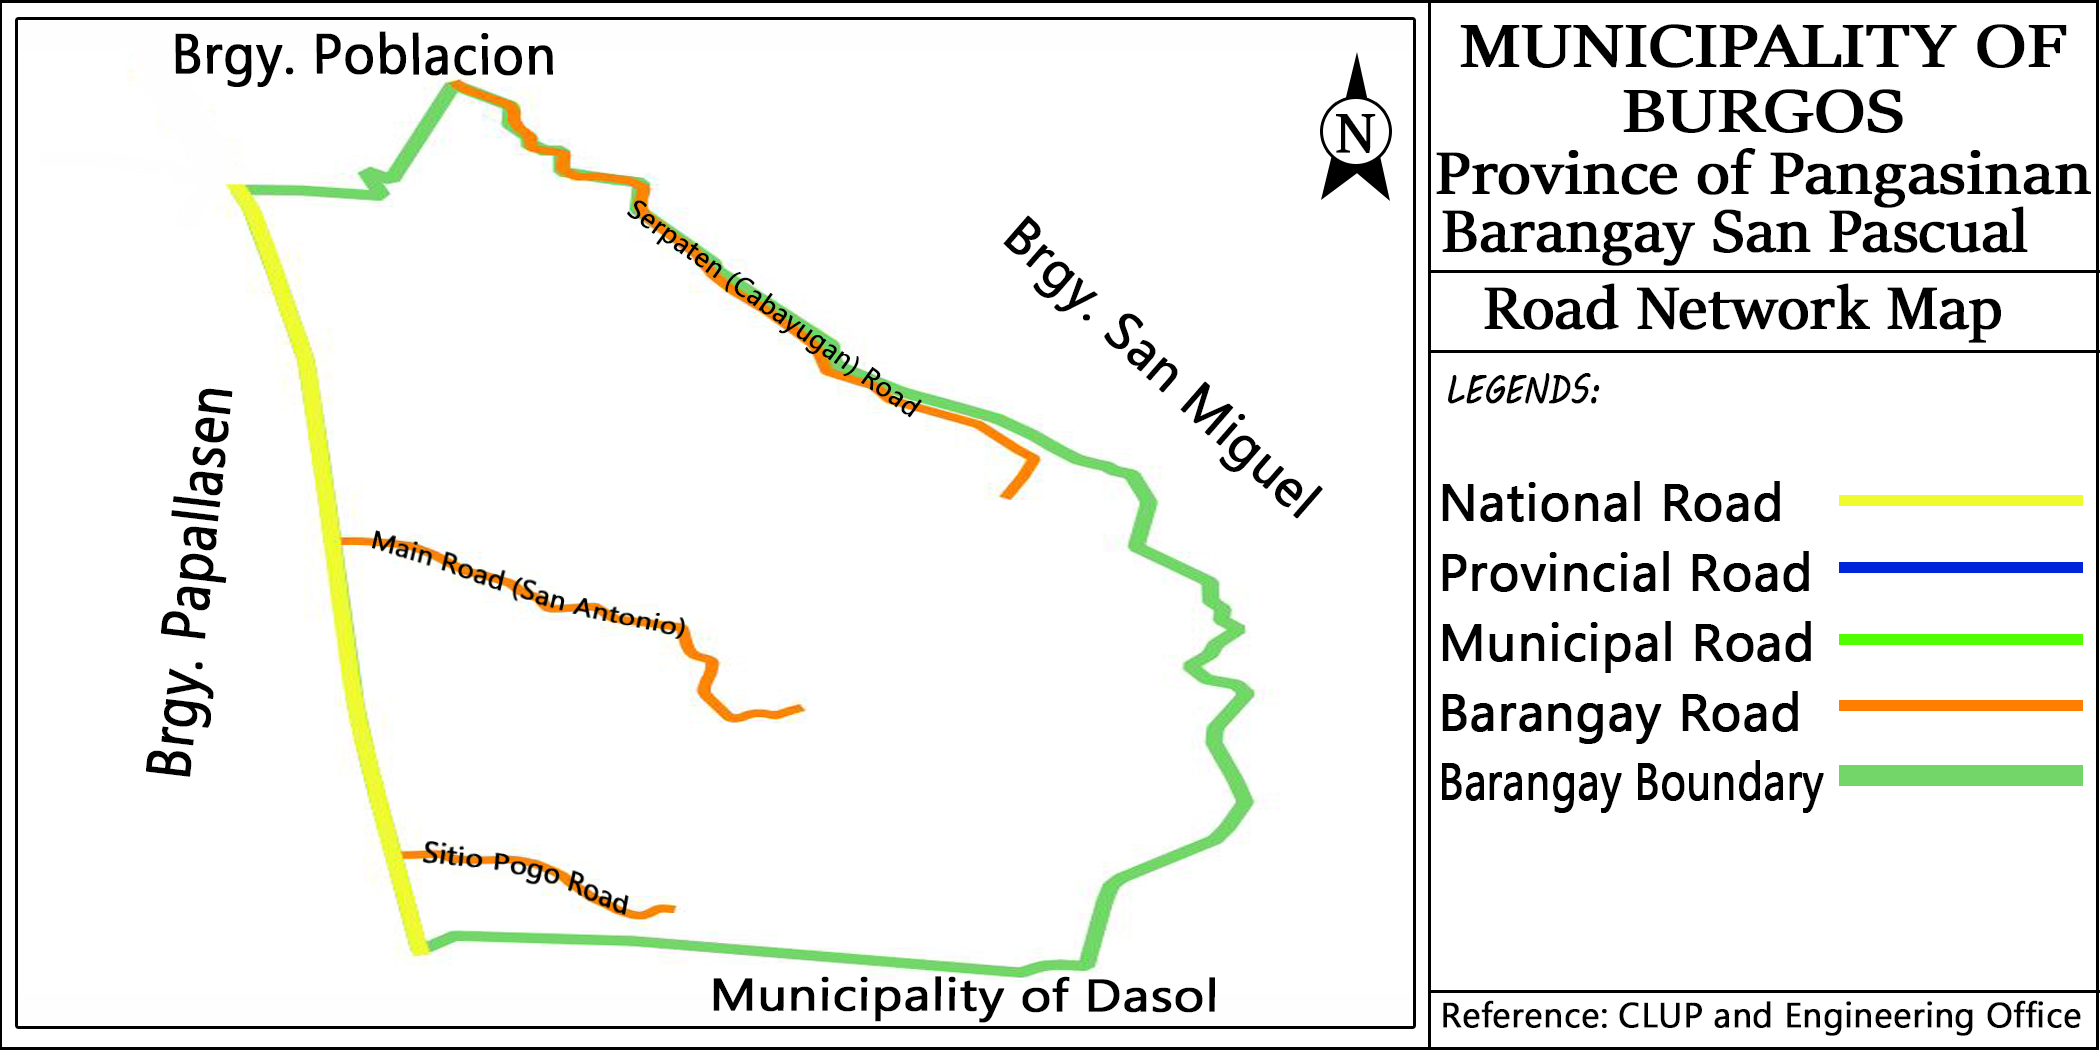 Brgy. Poblacion
N
Serpaten (Cabayugan) Road
Brgy. San Miguel
Brgy. Papallasen
Main Road (San Antonio)
Sitio Pogo Road
Municipality of Dasol
MUNICIPALITY OF
BURGOS
Province of Pangasinan
Barangay San Pascual
Road Network Map
LEGENDS:
National Road
Provincial Road
Municipal Road
Barangay Road
Barangay Boundary
Reference: CLUP and Engineering Office